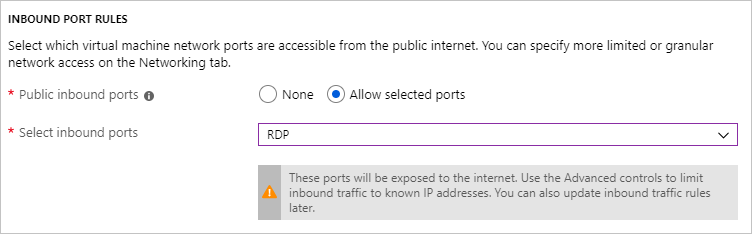 INBOUND PORT RULES
Select which virtual machine network ports are accessible from the public internet. You can specify more limited or granular
network access on the Networking tab.
* Public inbound ports
None
Allow selected ports
* Select inbound ports
RDP
These ports will be exposed to the internet. Use the Advanced controls to limit
inbound traffic to known IP addresses. You can also update inbound traffic rules
later.